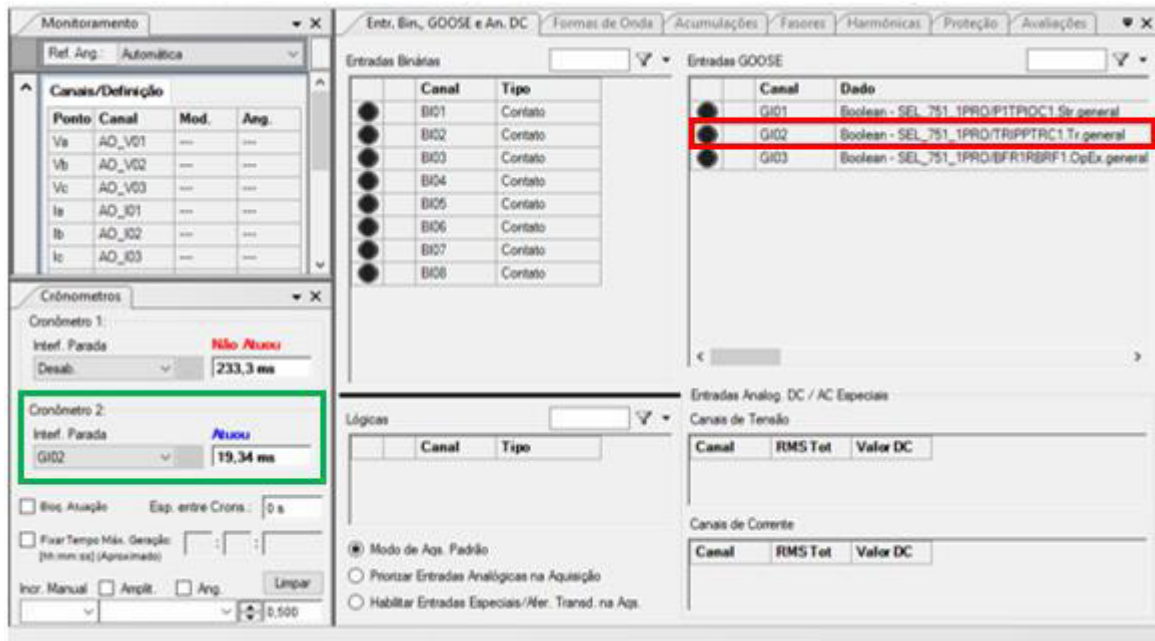 Monitoramento
Ref. Ang.: Automática
Canais/Definição
Ponto Canal Mod. Ang.
Va AO_V01 --- ---
Vb AO_V02 --- ---
Vc AO_V03 --- ---
Ia AO_I01 --- ---
Ib AO_I02 --- ---
Ic AO_I03 --- ---
Crônometros
Cronômetro 1:
Interf. Parada Não Atuou
Desab. 233,3 ms
Cronômetro 2:
Interf. Parada Atuou
GI02 19,34 ms
Bloq. Atuação Esp. entre Crons.: 0 s
Fixar Tempo Máx. Geração: : :
[hh:mm:ss] (Aproximado)
Incr. Manual Amplit. Ang. Limpar
0,500
Entr. Bin., GOOSE e An. DC Formas de Onda Acumulações Fasores Harmônicas Proteção Avaliações
Entradas Binárias
Canal Tipo
BI01 Contato
BI02 Contato
BI03 Contato
BI04 Contato
BI05 Contato
BI06 Contato
BI07 Contato
BI08 Contato
Entradas GOOSE
Canal Dado
GI01 Boolean - SEL_751_1PRO/P1TPIOC1.Str.general
GI02 Boolean - SEL_751_1PRO/TRIPPTRC1.Tr.general
GI03 Boolean - SEL_751_1PRO/BFR1RBRF1.OpEx.general
Lógicas
Canal Tipo
Modo de Aqs. Padrão
Priorizar Entradas Analógicas na Aquisição
Habilitar Entradas Especiais/Afer. Transd. na Aqs.
Entradas Analog. DC / AC Especiais
Canais de Tensão
Canal RMS Tot Valor DC
Canais de Corrente
Canal RMS Tot Valor DC